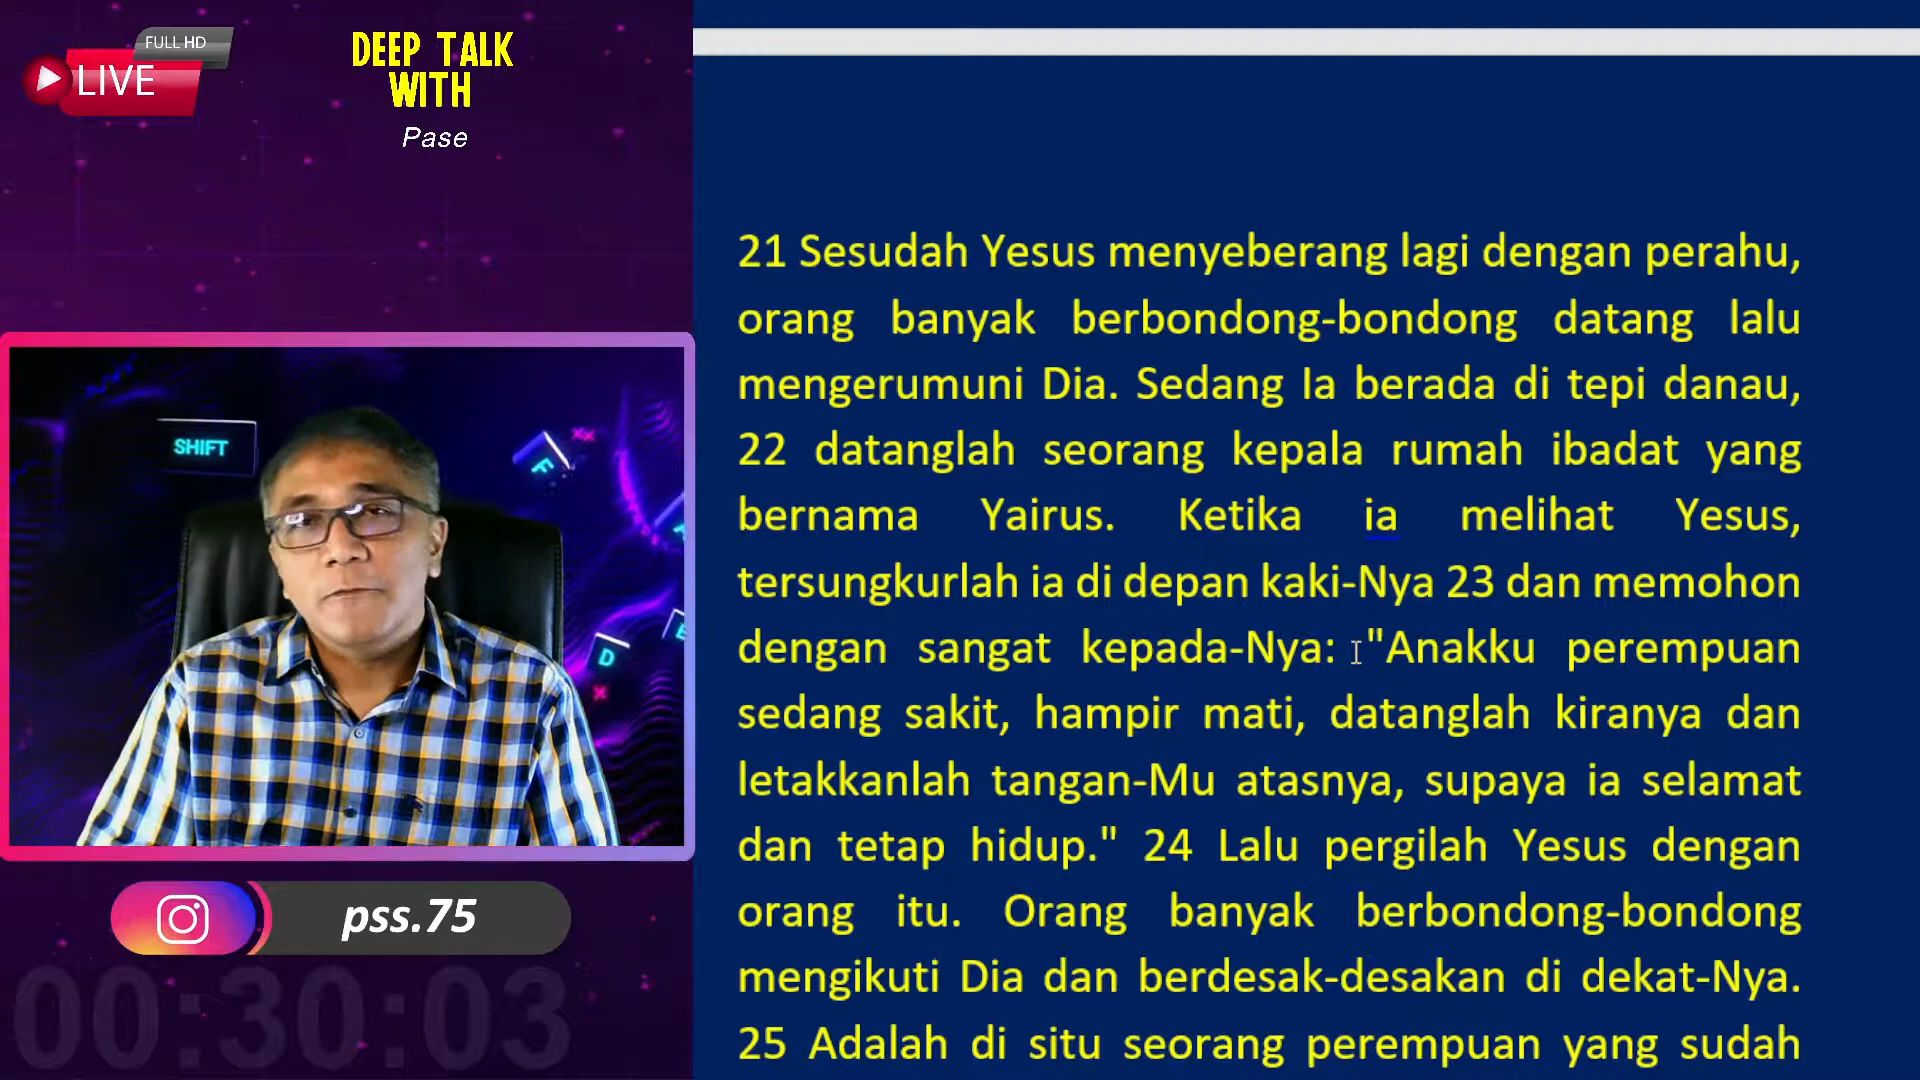 FULL HD
LIVE
DEEP TALK
WITH
Pase
SHIFT
F
D
E
pss.75
00:30:03
21 Sesudah Yesus menyeberang lagi dengan perahu,
orang banyak berbondong-bondong datang lalu
mengerumuni Dia. Sedang Ia berada di tepi danau,
22 datanglah seorang kepala rumah ibadat yang
bernama Yairus. Ketika ia melihat Yesus,
tersungkurlah ia di depan kaki-Nya 23 dan memohon
dengan sangat kepada-Nya: "Anakku perempuan
sedang sakit, hampir mati, datanglah kiranya dan
letakkanlah tangan-Mu atasnya, supaya ia selamat
dan tetap hidup." 24 Lalu pergilah Yesus dengan
orang itu. Orang banyak berbondong-bondong
mengikuti Dia dan berdesak-desakan di dekat-Nya.
25 Adalah di situ seorang perempuan yang sudah